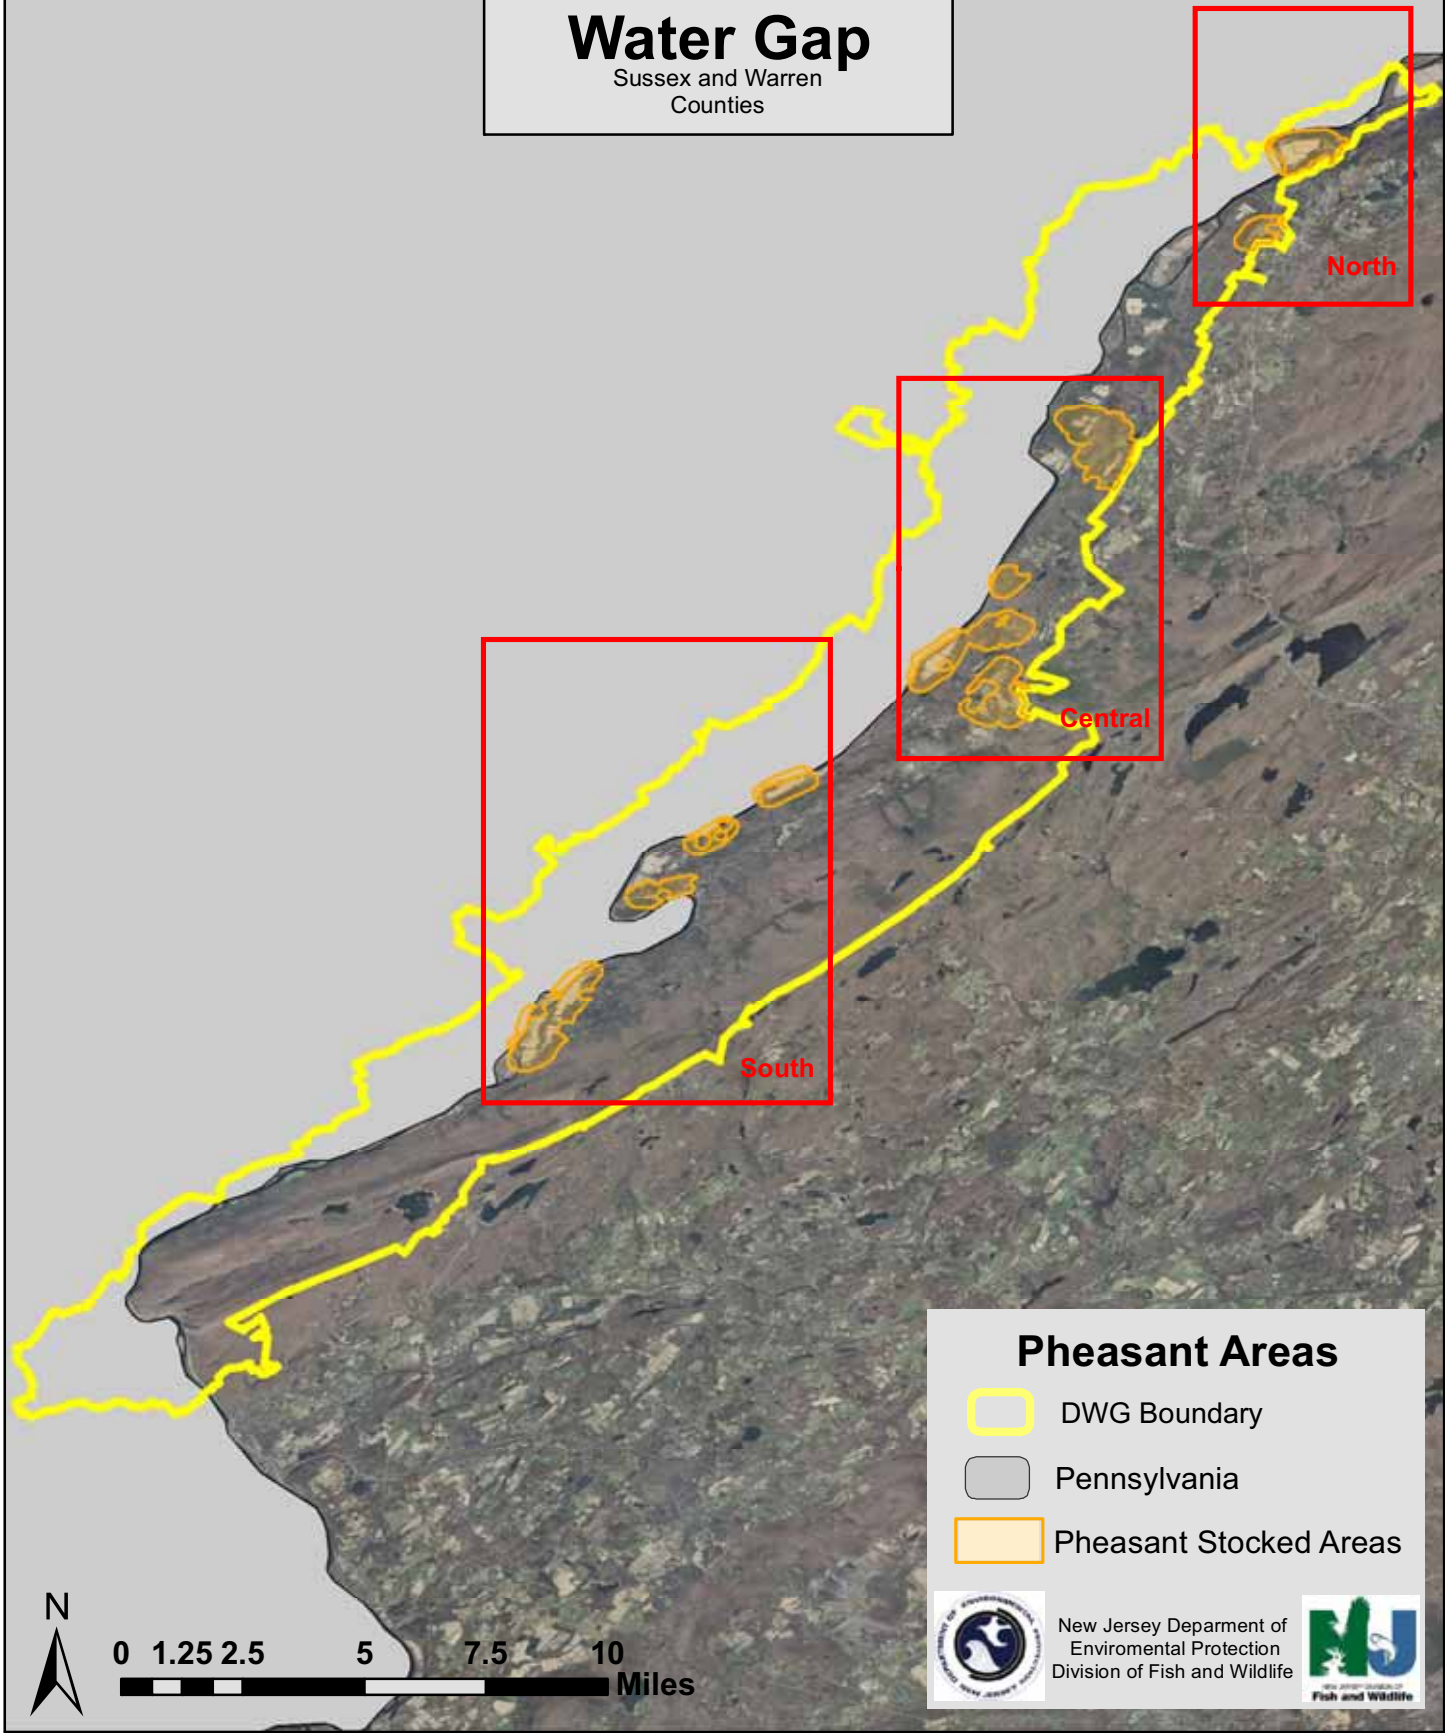 Water Gap
Sussex and Warren
Counties
North
Central
South
Pheasant Areas
DWG Boundary
Pennsylvania
Pheasant Stocked Areas
New Jersey Deparment of
Enviromental Protection
Division of Fish and Wildlife
Fish and Wildlife
N
0 1.25 2.5 5 7.5 10
Miles